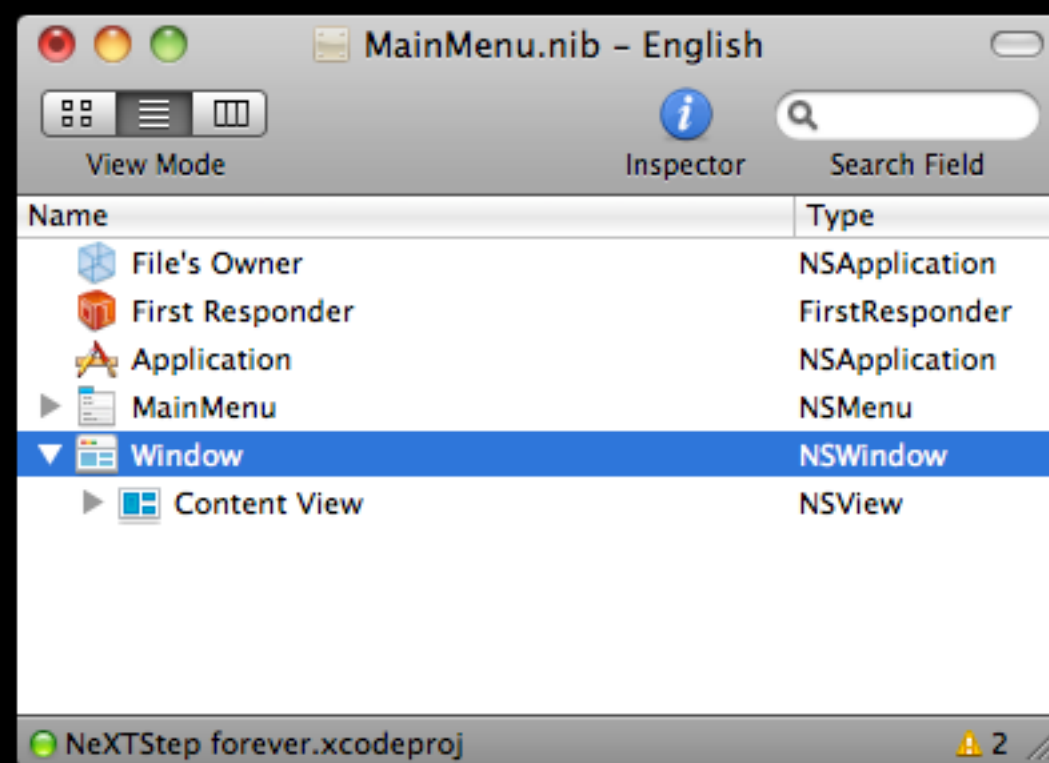 MainMenu.nib – English
View Mode Inspector Search Field
Name Type
File's Owner NSApplication
First Responder FirstResponder
Application NSApplication
MainMenu NSMenu
Window NSWindow
Content View NSView
NeXTStep forever.xcodeproj 2